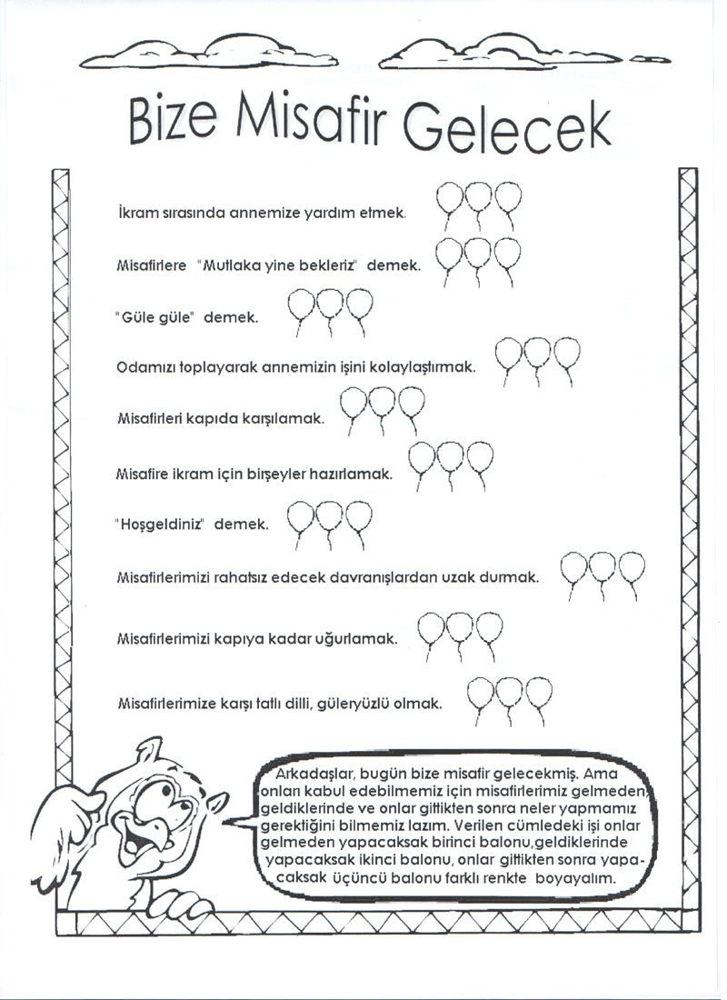 Bize Misafir Gelecek
İkram sırasında annemize yardım etmek.
Misafirlere "Mutlaka yine bekleriz" demek.
"Güle güle" demek.
Odamızı toplayarak annemizin işini kolaylaştırmak.
Misafirleri kapıda karşılamak.
Misafire ikram için birşeyler hazırlamak.
"Hoşgeldiniz" demek.
Misafirlerimizi rahatsız edecek davranışlardan uzak durmak.
Misafirlerimizi kapıya kadar uğurlamak.
Misafirlerimize karşı tatlı dilli, güleryüzlü olmak.
Arkadaşlar, bugün bize misafir gelecekmiş. Ama
onları kabul edebilmemiz için misafirlerimiz gelmeden,
geldiklerinde ve onlar gittikten sonra neler yapmamız
gerektiğini bilmemiz lazım. Verilen cümledeki işi onlar
gelmeden yapacaksak birinci balonu,geldiklerinde
yapacaksak ikinci balonu, onlar gittikten sonra yapa-
caksak üçüncü balonu farklı renkte boyayalım.